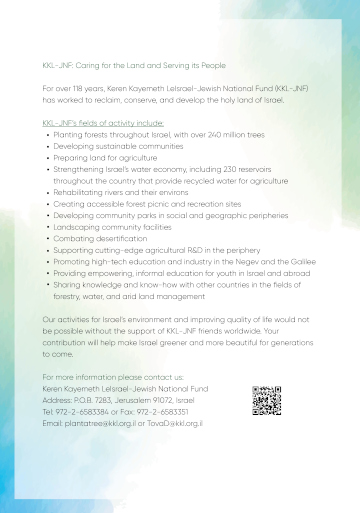 KKL-JNF: Caring for the Land and Serving its People
For over 118 years, Keren Kayemeth LeIsrael-Jewish National Fund (KKL-JNF)
has worked to reclaim, conserve, and develop the holy land of Israel.
KKL-JNF's fields of activity include:
• Planting forests throughout Israel, with over 240 million trees
• Developing sustainable communities
• Preparing land for agriculture
• Strengthening Israel's water economy, including 230 reservoirs
throughout the country that provide recycled water for agriculture
• Rehabilitating rivers and their environs
• Creating accessible forest picnic and recreation sites
• Developing community parks in social and geographic peripheries
• Landscaping community facilities
• Combating desertification
• Supporting cutting-edge agricultural R&D in the periphery
• Promoting high-tech education and industry in the Negev and the Galilee
• Providing empowering, informal education for youth in Israel and abroad
• Sharing knowledge and know-how with other countries in the fields of
forestry, water, and arid land management
Our activities for Israel's environment and improving quality of life would not
be possible without the support of KKL-JNF friends worldwide. Your
contribution will help make Israel greener and more beautiful for generations
to come.
For more information please contact us:
Keren Kayemeth LeIsrael-Jewish National Fund
Address: P.O.B. 7283, Jerusalem 91072, Israel
Tel: 972-2-6583384 or Fax: 972-2-6583351
Email: plantatree@kkl.org.il or TovaD@kkl.org.il